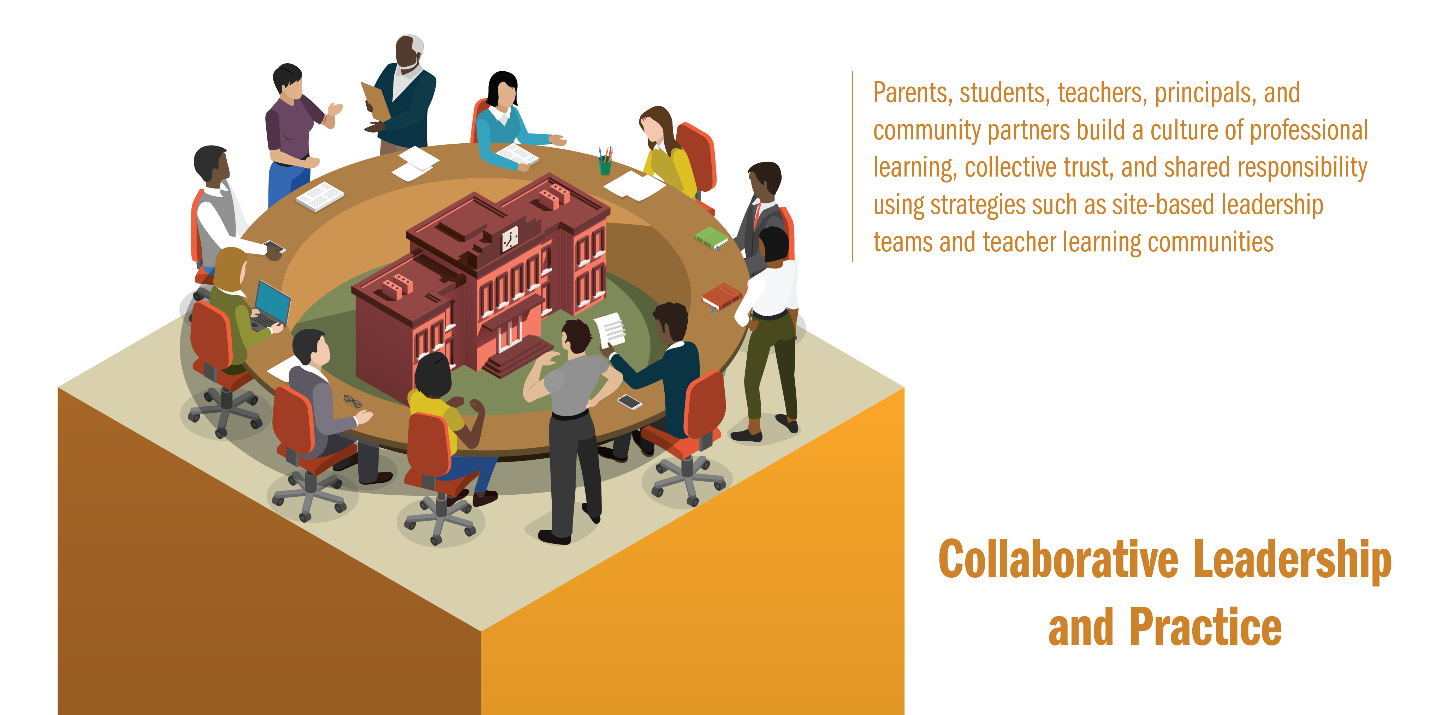 Parents, students, teachers, principals, and
community partners build a culture of professional
learning, collective trust, and shared responsibility
using strategies such as site-based leadership
teams and teacher learning communities
Collaborative Leadership
and Practice